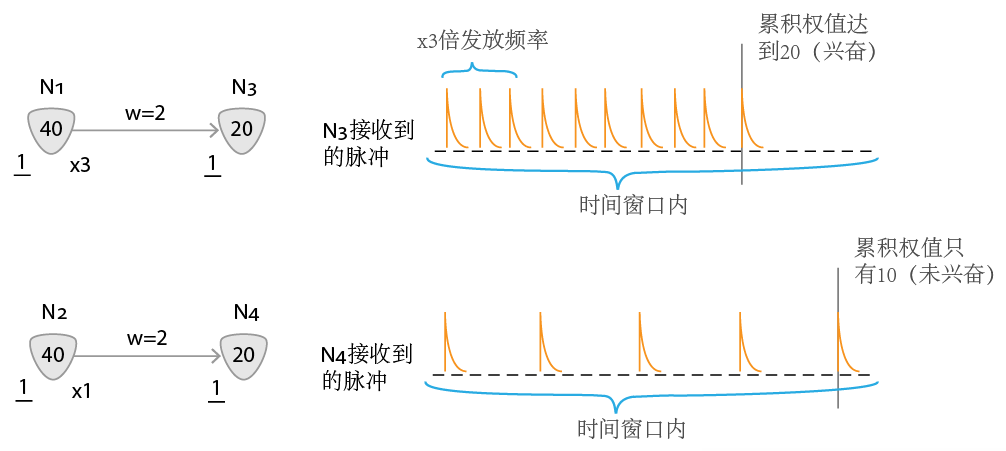 x3倍发放频率
累积权值达
到20（兴奋）
N1
N3
w=2
40
20
1
x3
1
N3接收到
的脉冲
时间窗口内
累积权值只
有10（未兴奋）
N2
N4
w=2
40
20
1
x1
1
N4接收到
的脉冲
时间窗口内